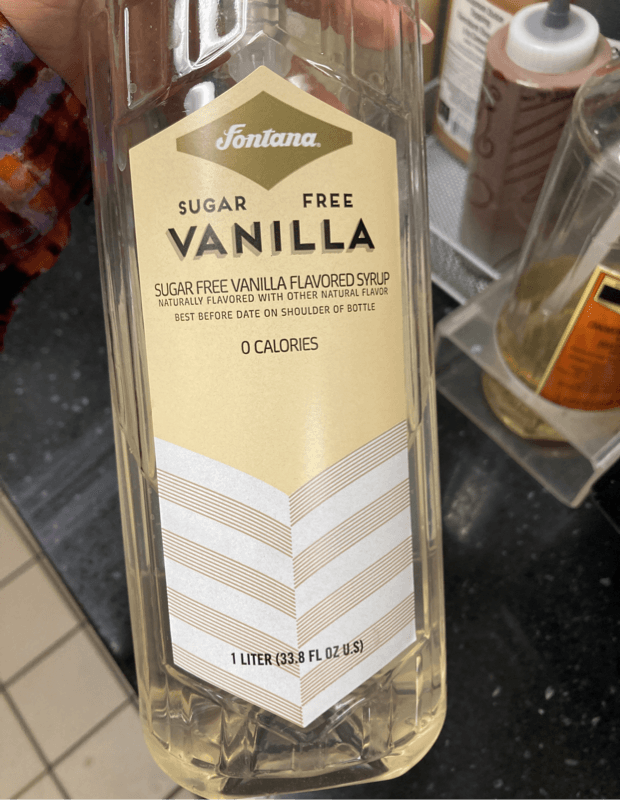 Fontana
SUGAR FREE
VANILLA
SUGAR FREE VANILLA FLAVORED SYRUP
NATURALLY FLAVORED WITH OTHER NATURAL FLAVOR
BEST BEFORE DATE ON SHOULDER OF BOTTLE
0 CALORIES
1 LITER (33.8 FL OZ U.S)